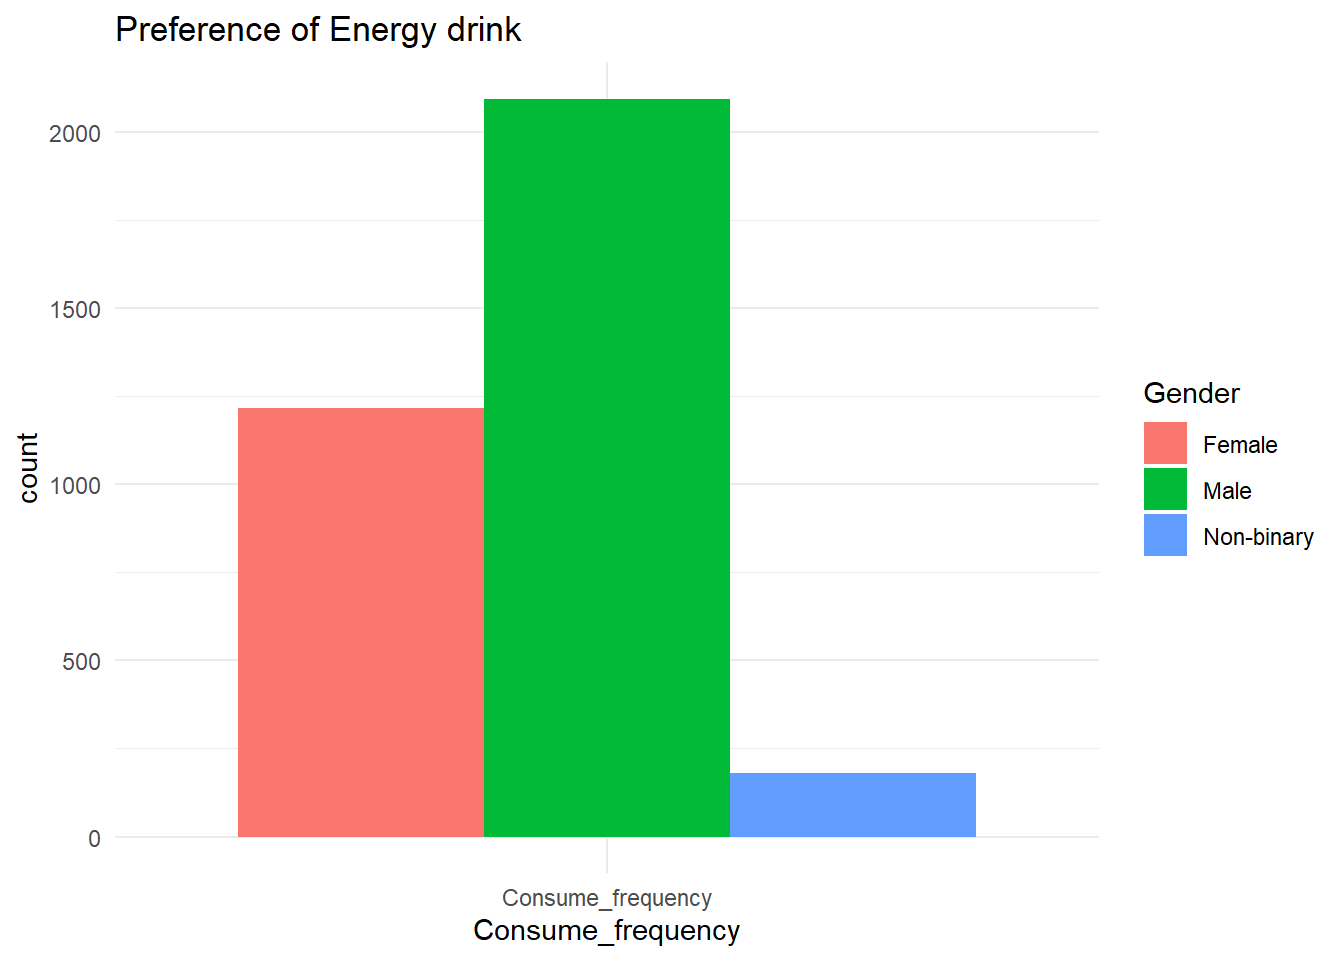 Preference of Energy drink
2000
1500
1000
500
0
count
Consume_frequency
Consume_frequency
Gender
Female
Male
Non-binary